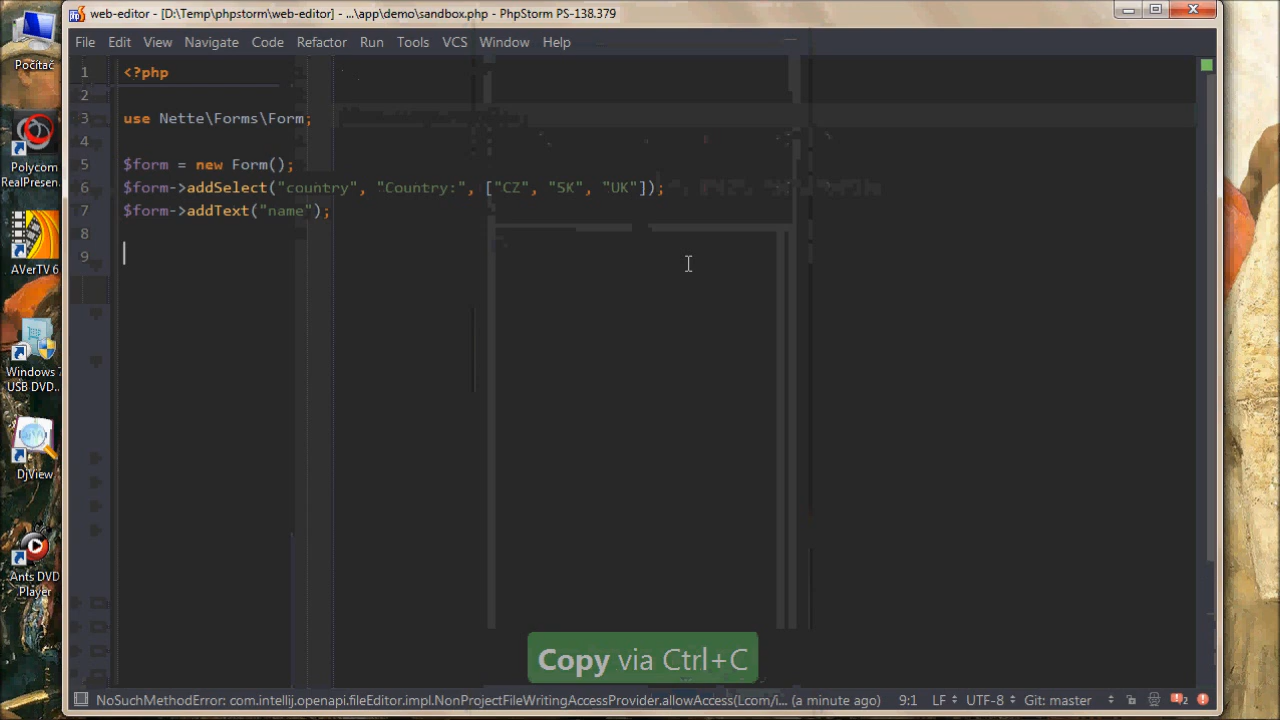 web-editor - [D:\Temp\phpstorm\web-editor] - ...\app\demo\sandbox.php - PhpStorm PS-138.379
File Edit View Navigate Code Refactor Run Tools VCS Window Help
1 <?php
2
3 use Nette\Forms\Form;
4
5 $form = new Form();
6 $form->addSelect("country", "Country:", ["CZ", "SK", "UK"]);
7 $form->addText("name");
8
9
Počítač
Polycom
RealPresen...
AVerTV 6
Windows 7
USB DVD...
DjView
Ants DVD
Player
Copy via Ctrl+C
NoSuchMethodError: com.intellij.openapi.fileEditor.impl.NonProjectFileWritingAccessProvider.allowAccess(Lcom/i... (a minute ago) 9:1 LF UTF-8 Git: master